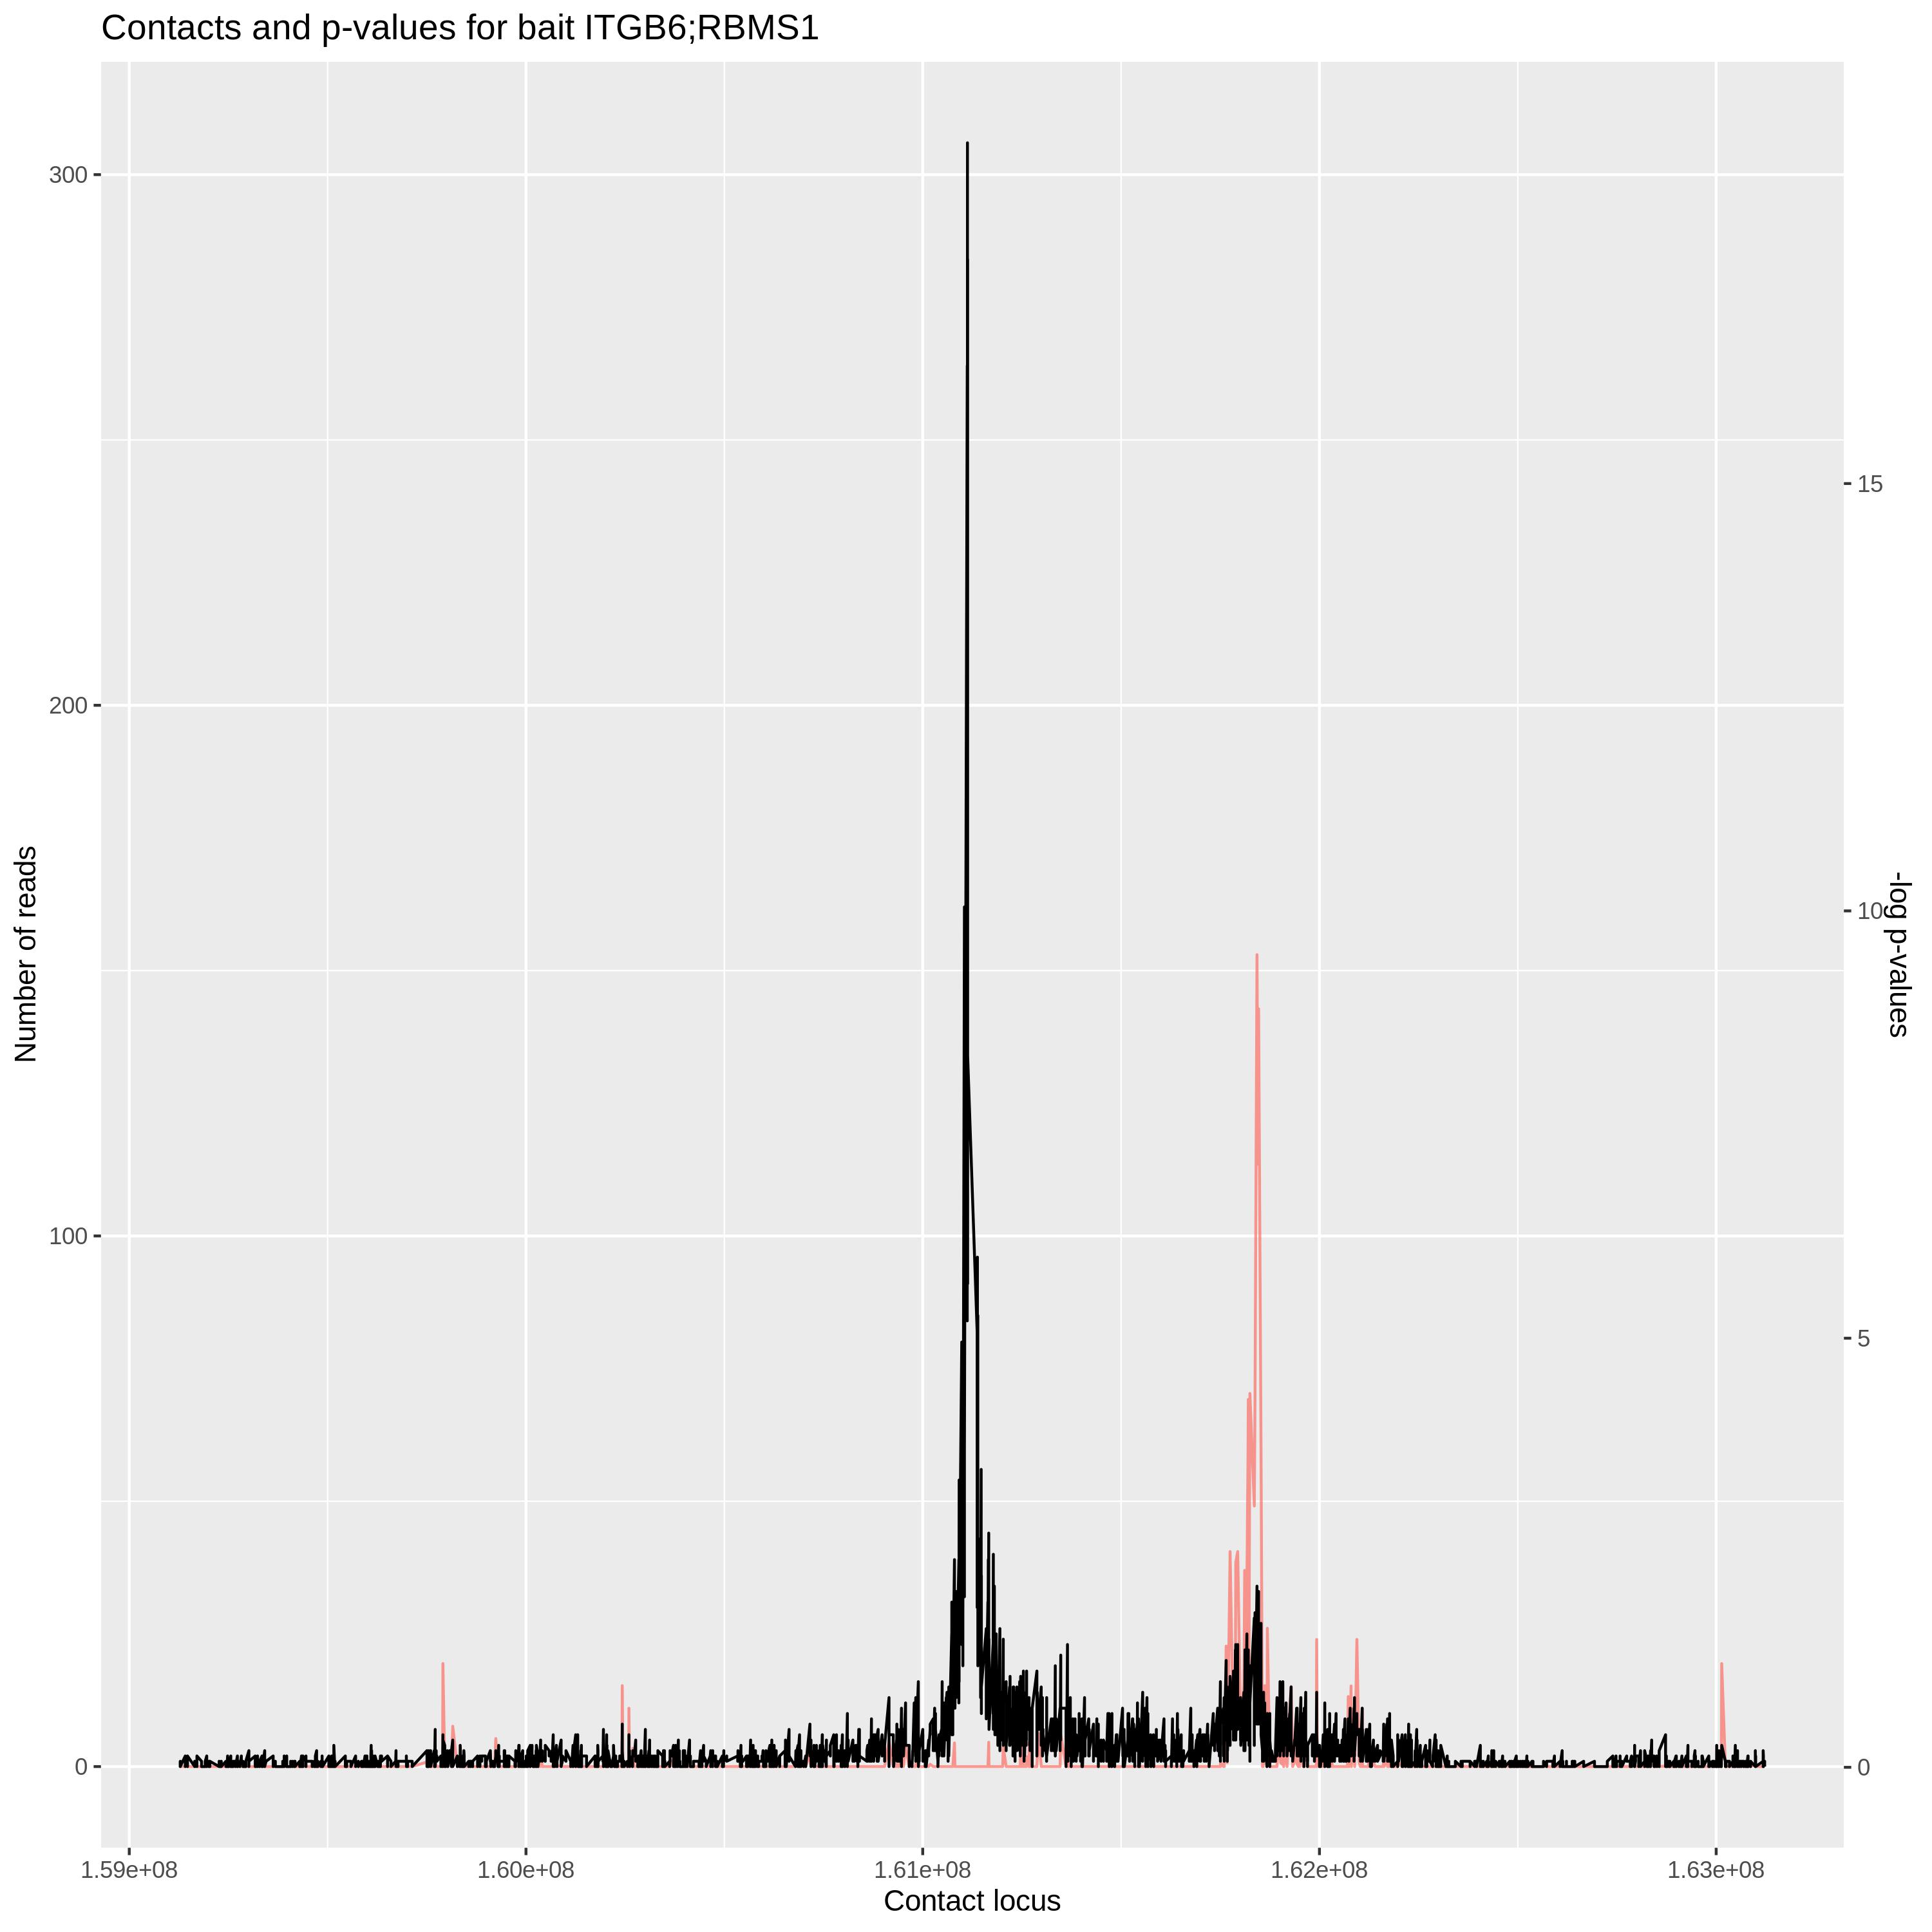 Contacts and p-values for bait ITGB6;RBMS1
300
200
100
0
Number of reads
15
10
5
0
-log p-values
1.59e+08
1.60e+08
1.61e+08
1.62e+08
1.63e+08
Contact locus